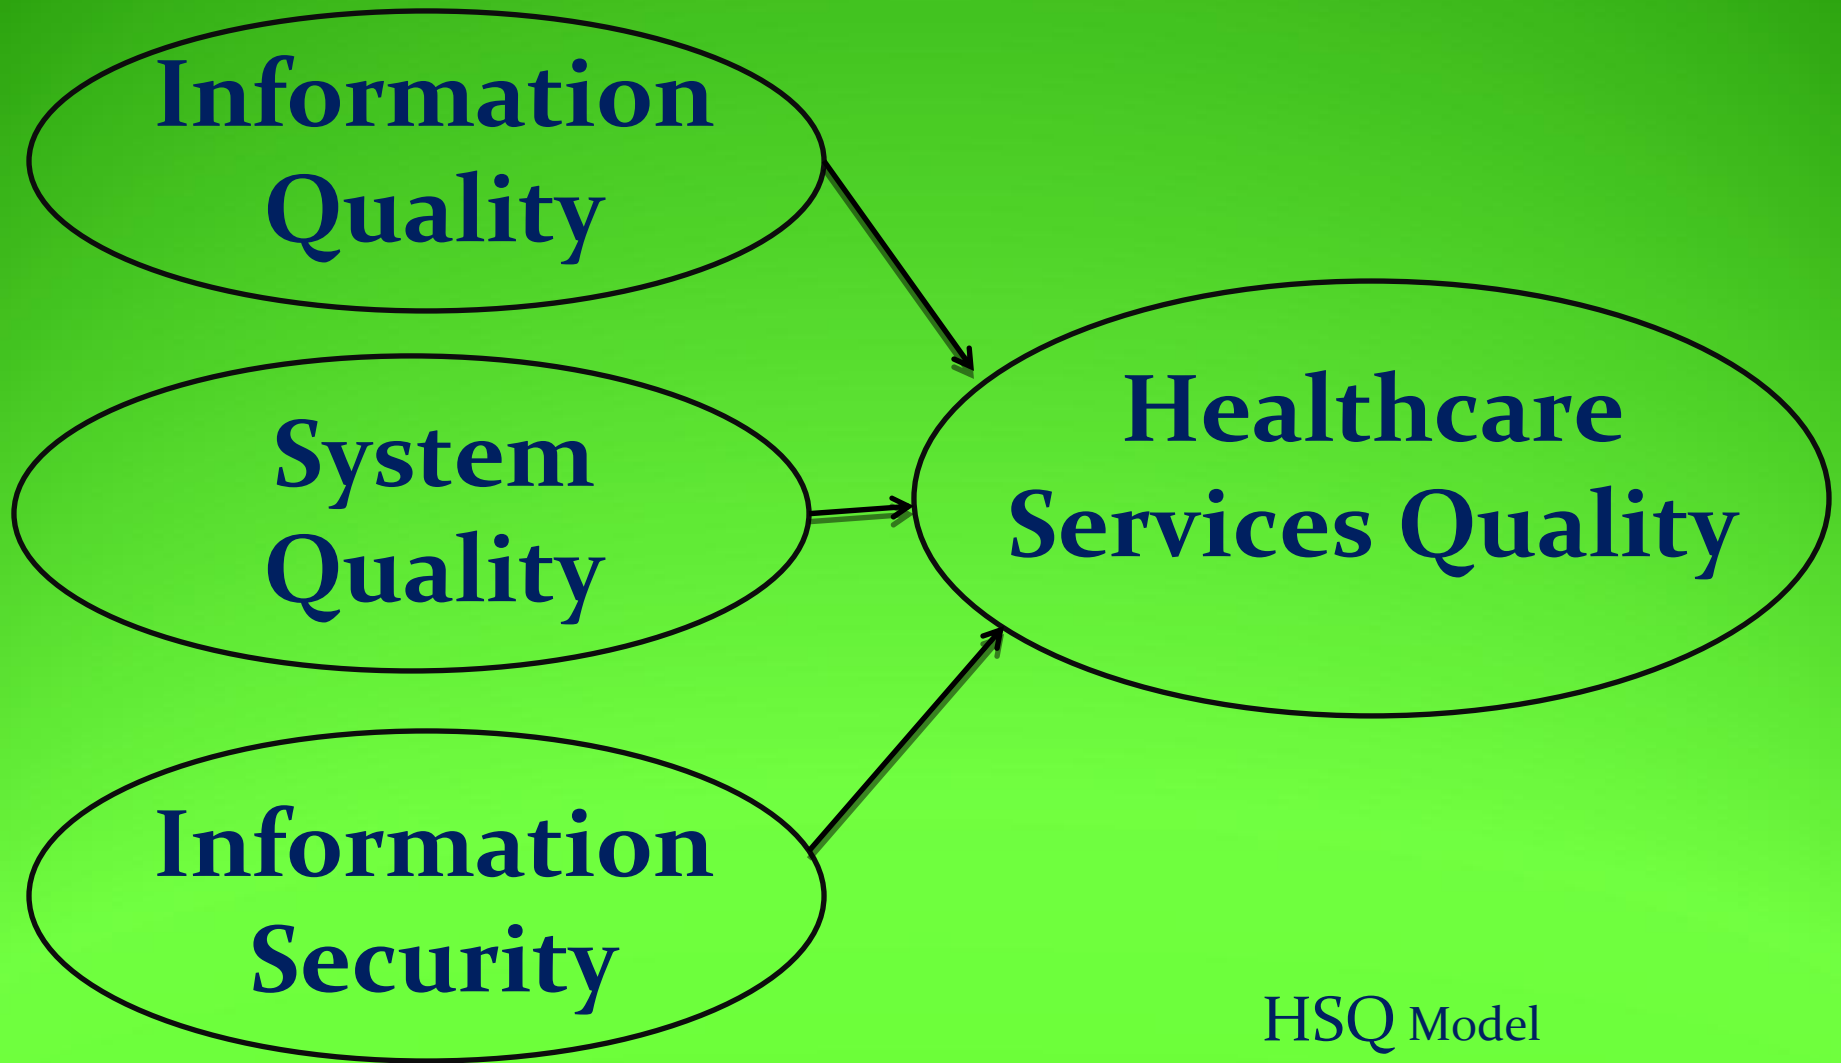 Information
Quality
System
Quality
Information
Security
Healthcare
Services Quality
HSQ Model